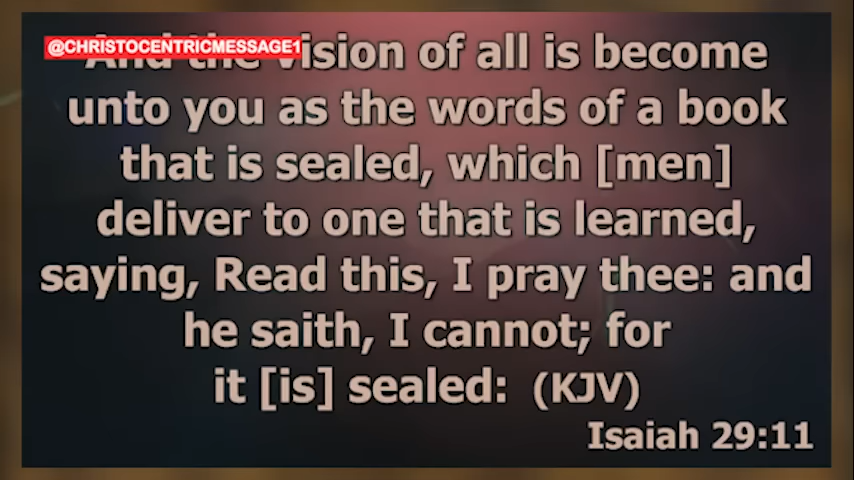 @CHRISTOCENTRICMESSAGE1
And the vision of all is become
unto you as the words of a book
that is sealed, which [men]
deliver to one that is learned,
saying, Read this, I pray thee: and
he saith, I cannot; for
it [is] sealed: (KJV)
Isaiah 29:11